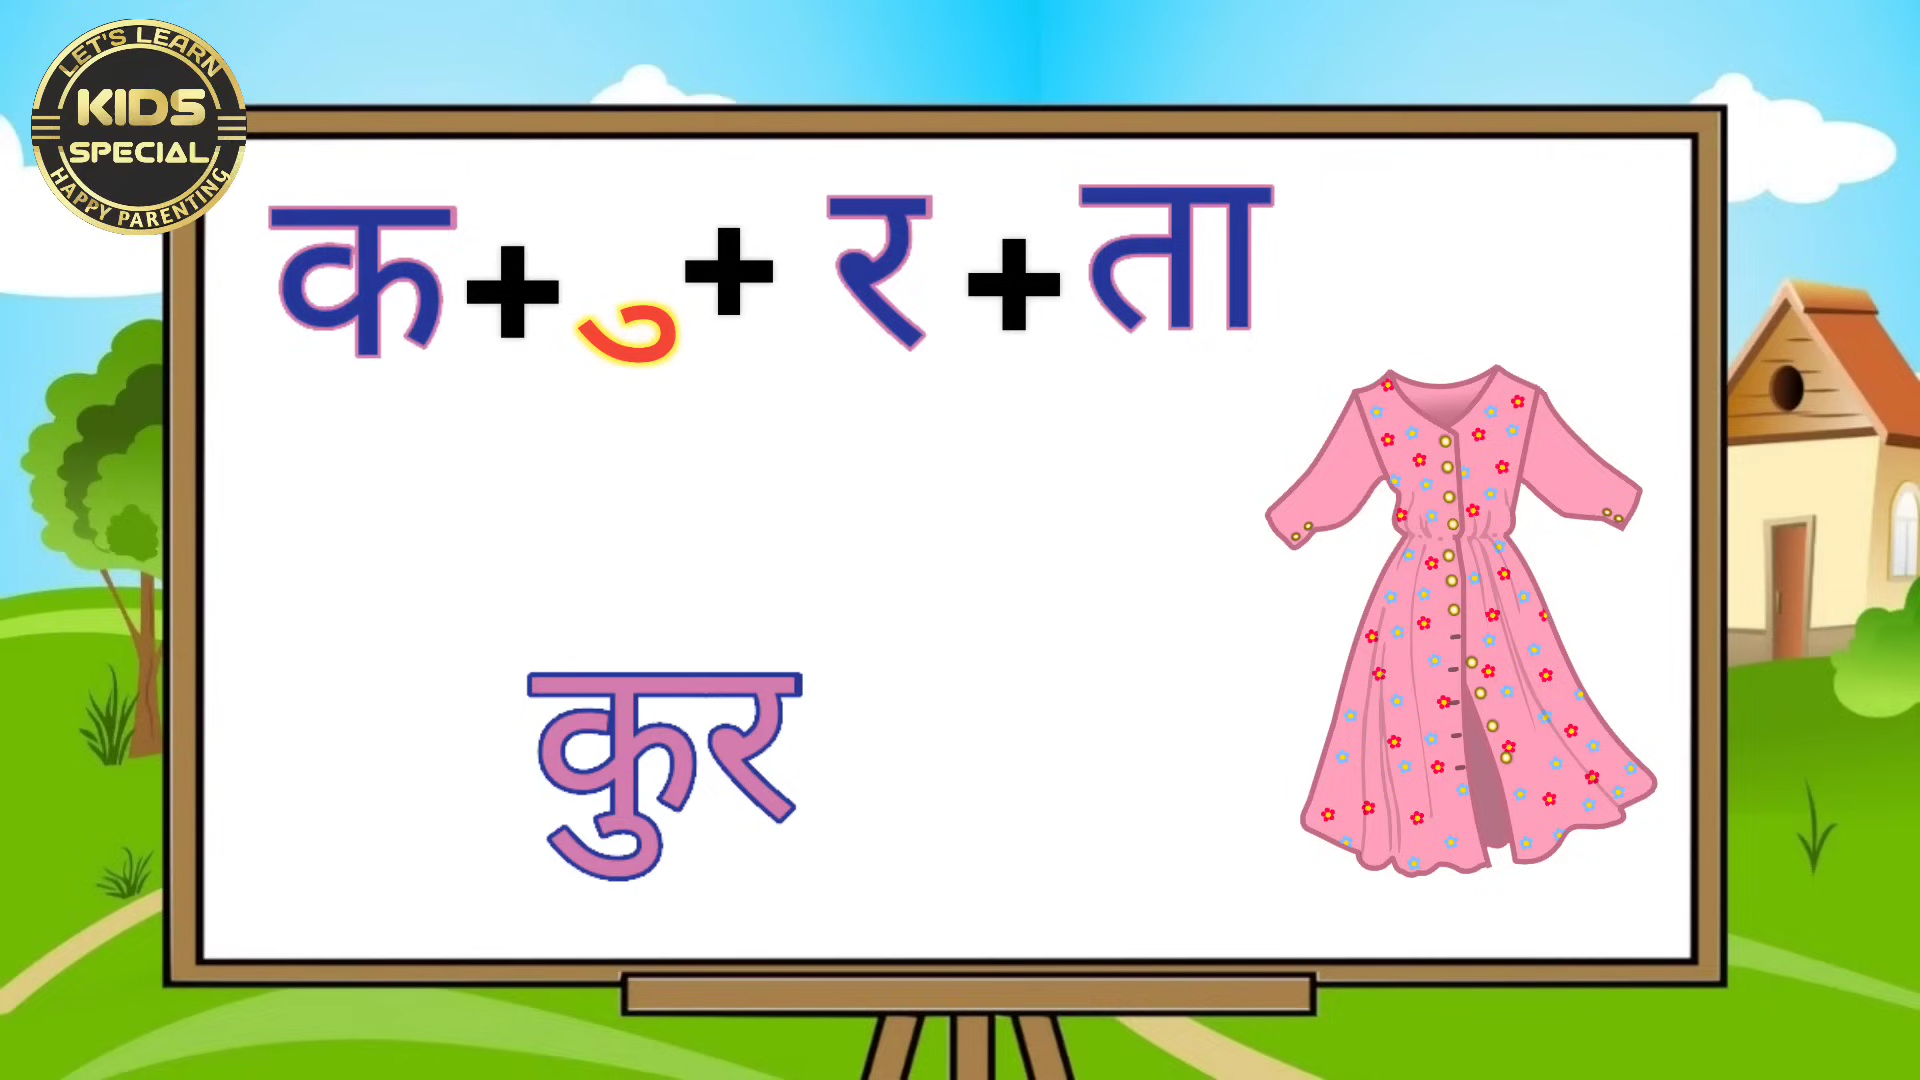 LET'S LEARN
KIDS
SPECIAL
HAPPY PARENTING
क + ु + र + ता
कुर